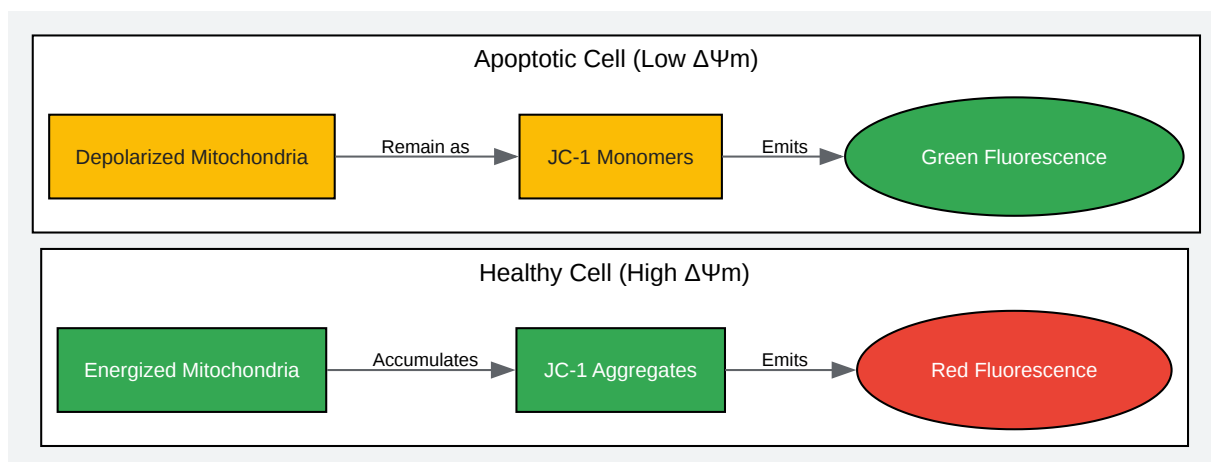 Apoptotic Cell (Low ΔΨm)
Depolarized Mitochondria
Remain as
JC-1 Monomers
Emits
Green Fluorescence
Healthy Cell (High ΔΨm)
Energized Mitochondria
Accumulates
JC-1 Aggregates
Emits
Red Fluorescence